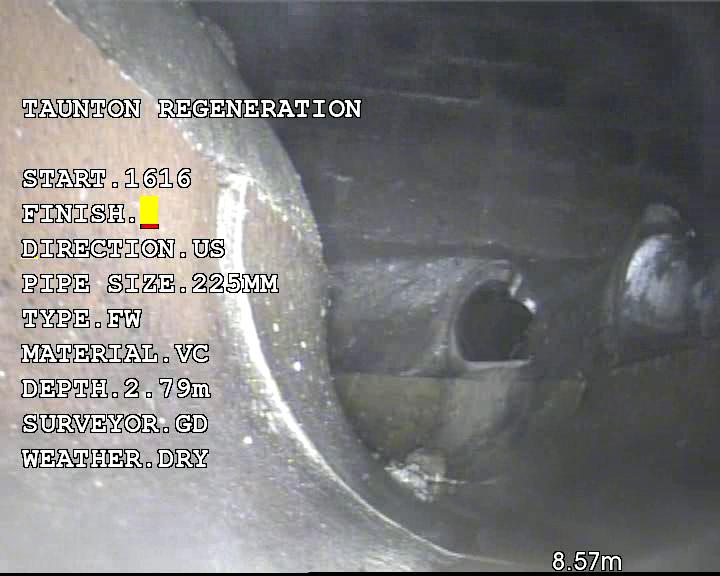 TAUNTON REGENERATION
START.1616
FINISH.
DIRECTION.US
PIPE SIZE.225MM
TYPE.FW
MATERIAL.VC
DEPTH.2.79m
SURVEYOR.GD
WEATHER.DRY
8.57m